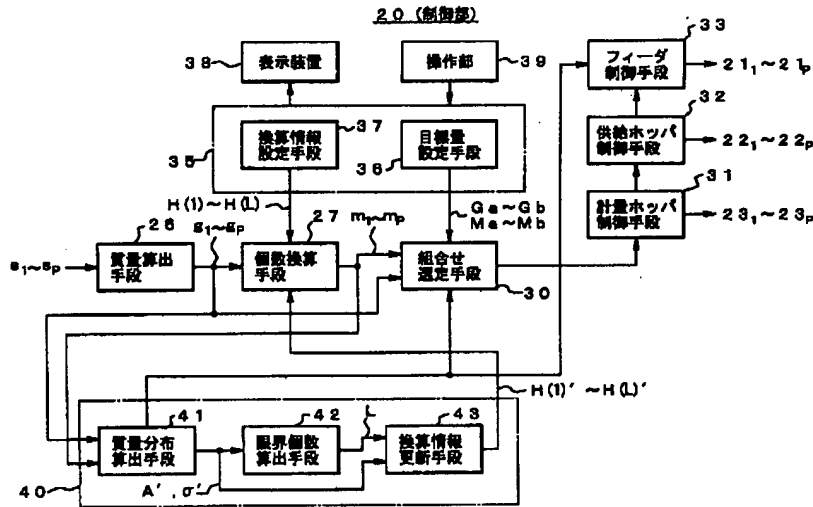 20 (制御部)
38
表示装置
操作部
39
33
フィーダ
制御手段
21₁~21ₚ
32
供給ホッパ
制御手段
22₁~22ₚ
31
計量ホッパ
制御手段
23₁~23ₚ
35
換算情報
設定手段
37
目標量
設定手段
36
H(1)~H(L)
Ga~Gb
Ma~Mb
26
g₁~gₚ
27
m₁~mₚ
a₁~aₚ
質量算出
手段
個数換算
手段
組合せ
選定手段
30
H(1)'~H(L)'
41
42
L
43
質量分布
算出手段
限界個数
算出手段
換算情報
更新手段
40
A', σ'